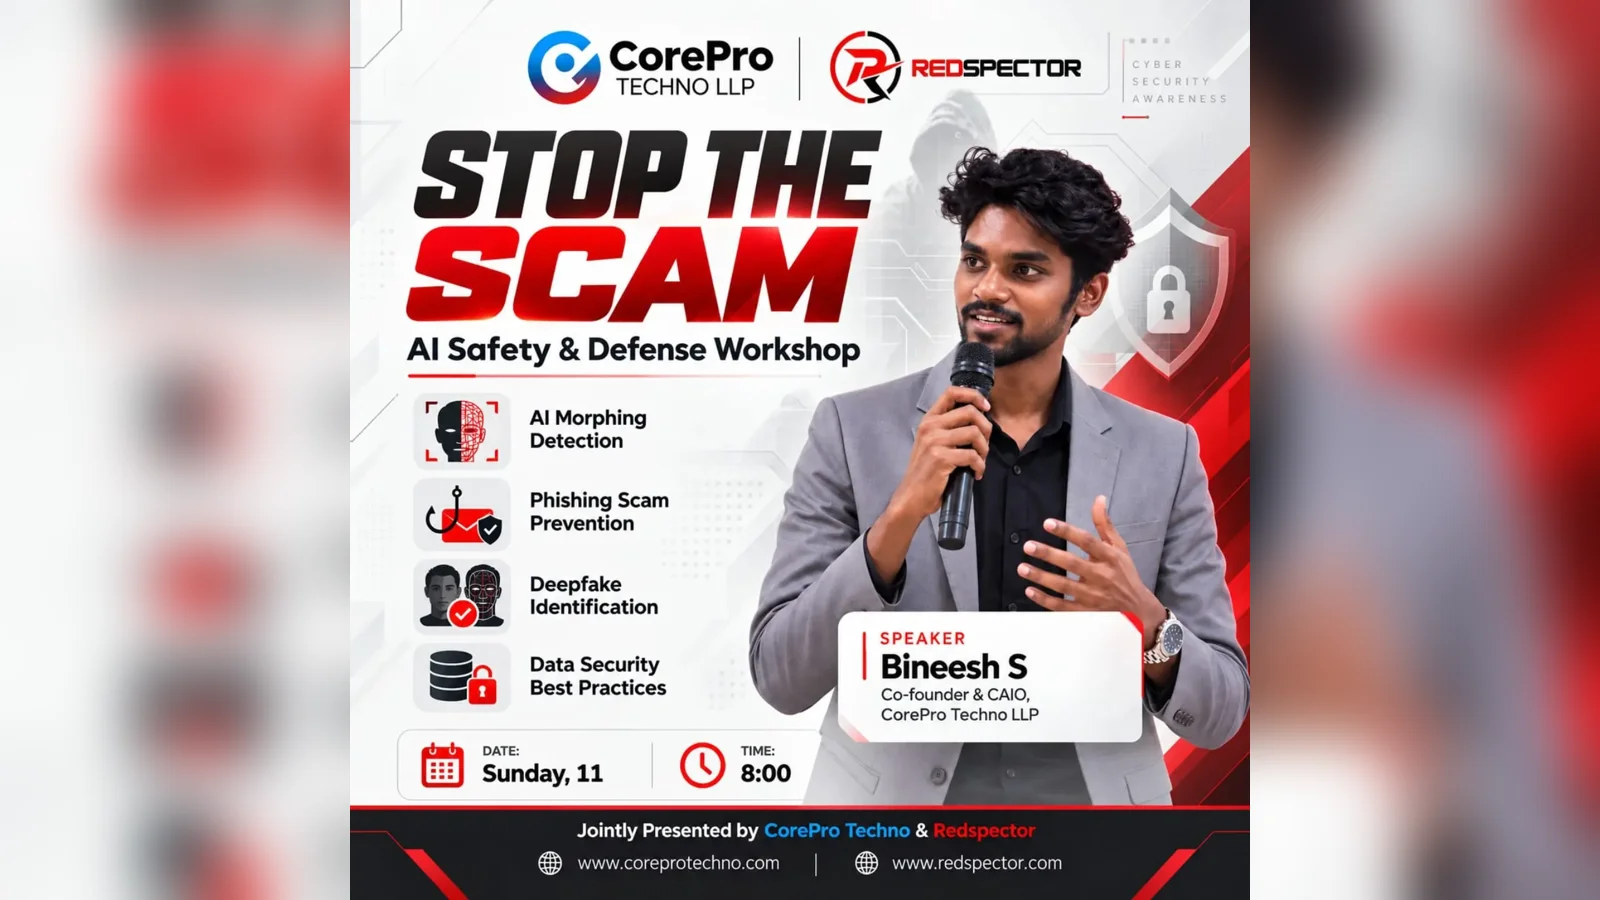 CorePro
TECHNO LLP
REDSPECTOR
CYBER
SECURITY
AWARENESS
STOP THE
SCAM
AI Safety & Defense Workshop
AI Morphing
Detection
Phishing Scam
Prevention
Deepfake
Identification
Data Security
Best Practices
SPEAKER
Bineesh S
Co-founder & CAIO,
CorePro Techno LLP
DATE:
Sunday, 11
TIME:
8:00
Jointly Presented by CorePro Techno & Redspector
www.coreprotechno.com
www.redspector.com